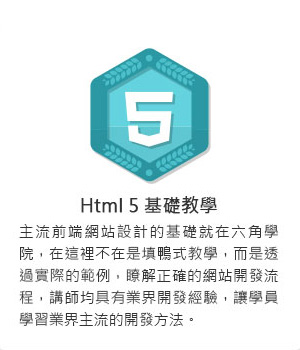 5
Html 5 基礎教學
主流前端網站設計的基礎就在六角學
院，在這裡不在是填鴨式教學，而是透
過實際的範例，瞭解正確的網站開發流
程，講師均具有業界開發經驗，讓學員
學習業界主流的開發方法。